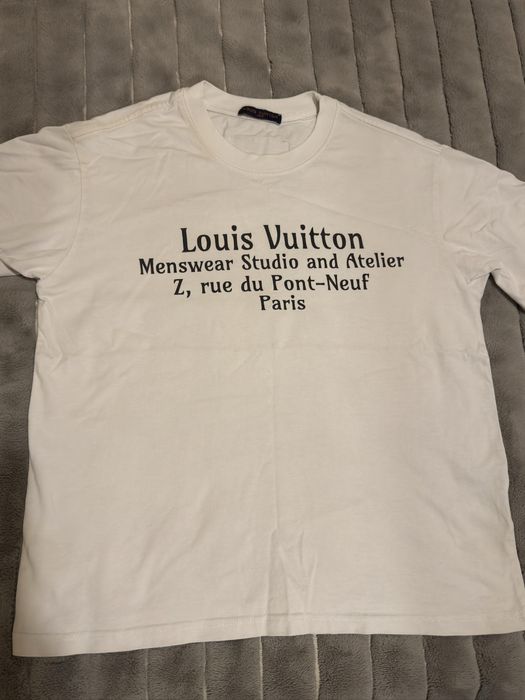 Louis Vuitton
Menswear Studio and Atelier
Z, rue du Pont-Neuf
Paris